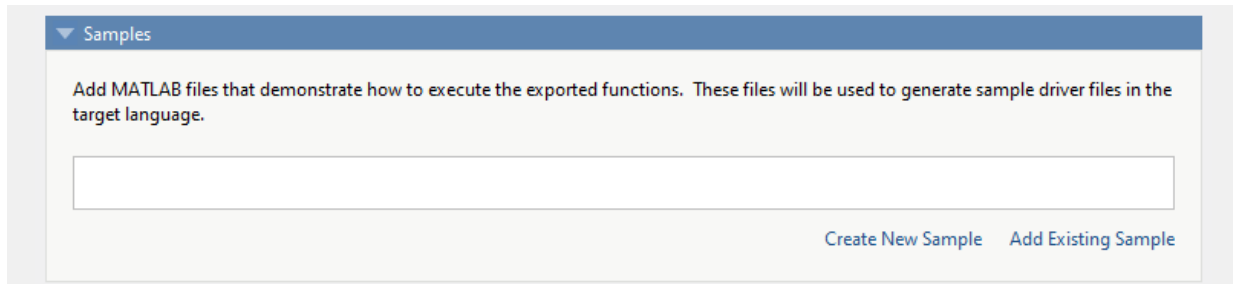 Samples
Add MATLAB files that demonstrate how to execute the exported functions.  These files will be used to generate sample driver files in the
target language.
Create New Sample    Add Existing Sample